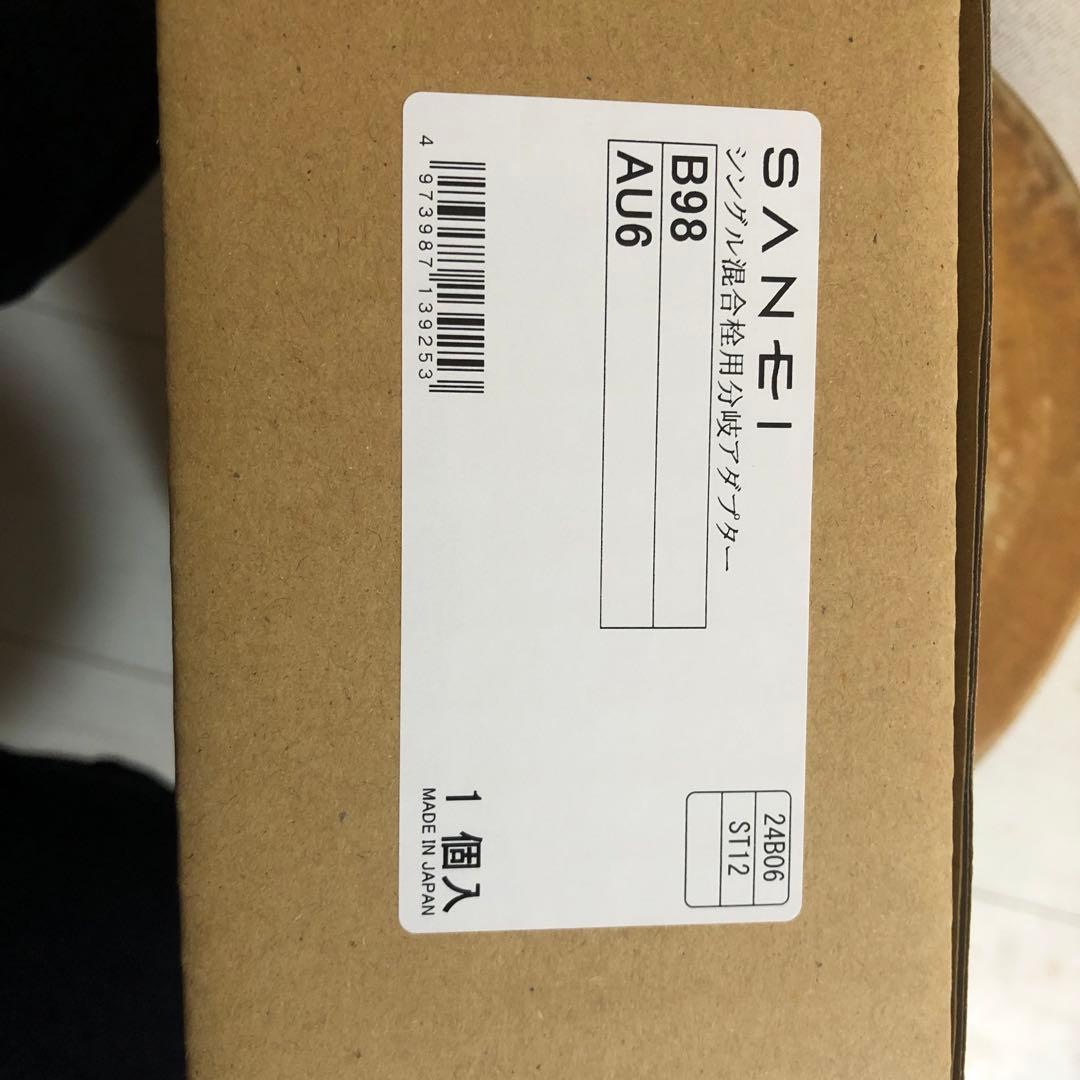 SANEI
シングル混合栓用分岐アダプター
B98
AU6
24B06
ST12
4 973987 139253
1個入
MADE IN JAPAN